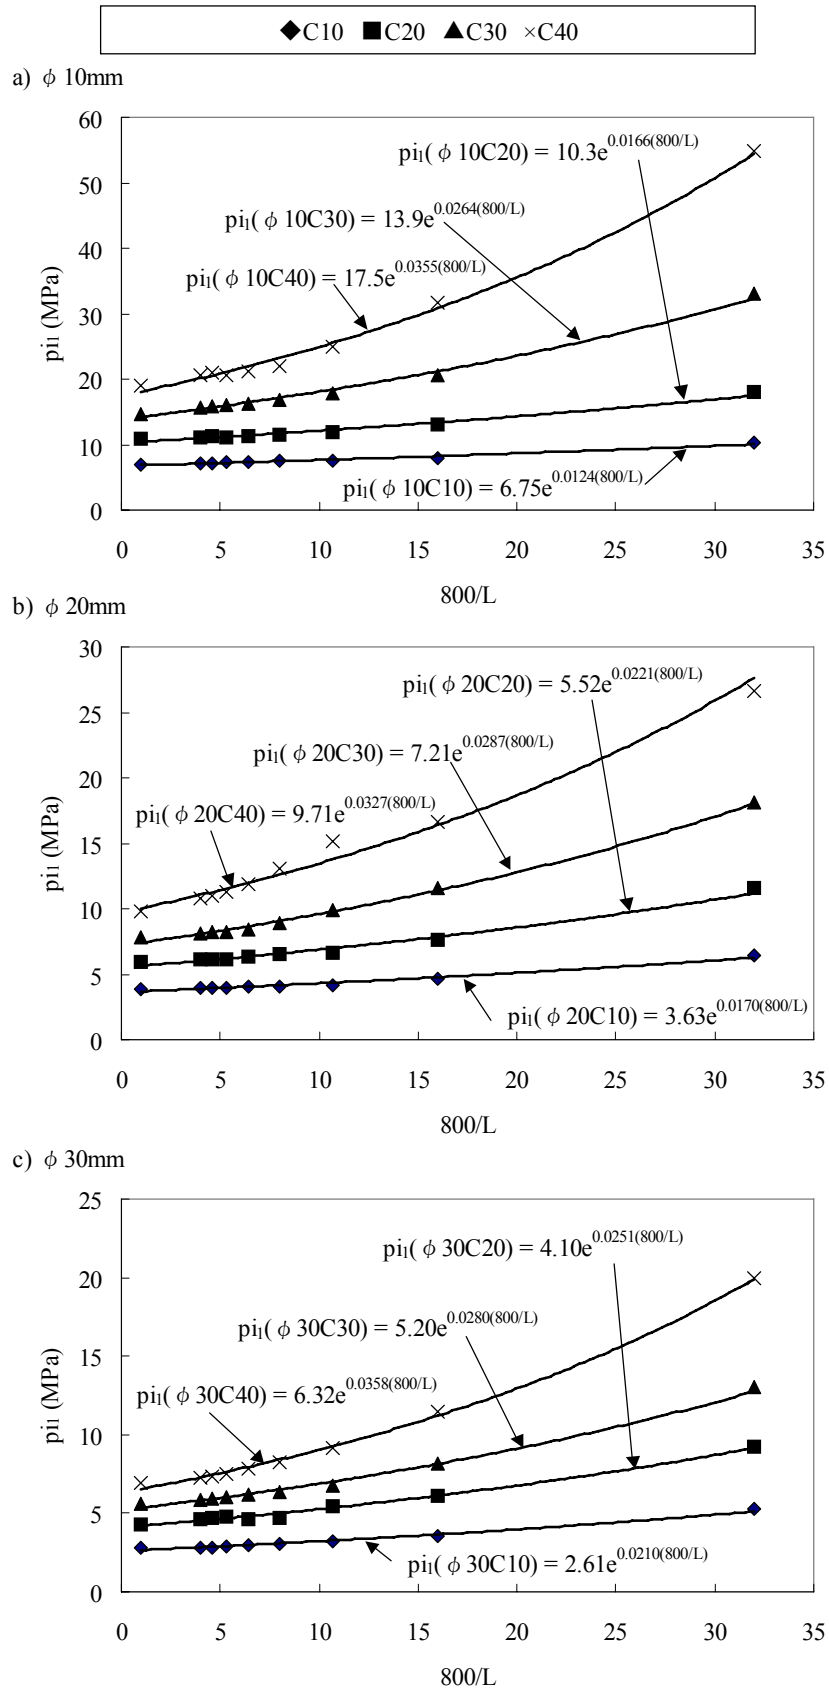 ◆C10 ■C20 ▲C30 ×C40
a) φ 10mm
60
50
40
30
20
10
0
pi1 (MPa)
pi1(φ 10C20) = 10.3e^0.0166(800/L)
pi1(φ 10C30) = 13.9e^0.0264(800/L)
pi1(φ 10C40) = 17.5e^0.0355(800/L)
pi1(φ 10C10) = 6.75e^0.0124(800/L)
0 5 10 15 20 25 30 35
800/L
b) φ 20mm
30
25
20
15
10
5
0
pi1 (MPa)
pi1(φ 20C20) = 5.52e^0.0221(800/L)
pi1(φ 20C30) = 7.21e^0.0287(800/L)
pi1(φ 20C40) = 9.71e^0.0327(800/L)
pi1(φ 20C10) = 3.63e^0.0170(800/L)
0 5 10 15 20 25 30 35
800/L
c) φ 30mm
25
20
15
10
5
0
pi1 (MPa)
pi1(φ 30C20) = 4.10e^0.0251(800/L)
pi1(φ 30C30) = 5.20e^0.0280(800/L)
pi1(φ 30C40) = 6.32e^0.0358(800/L)
pi1(φ 30C10) = 2.61e^0.0210(800/L)
0 5 10 15 20 25 30 35
800/L